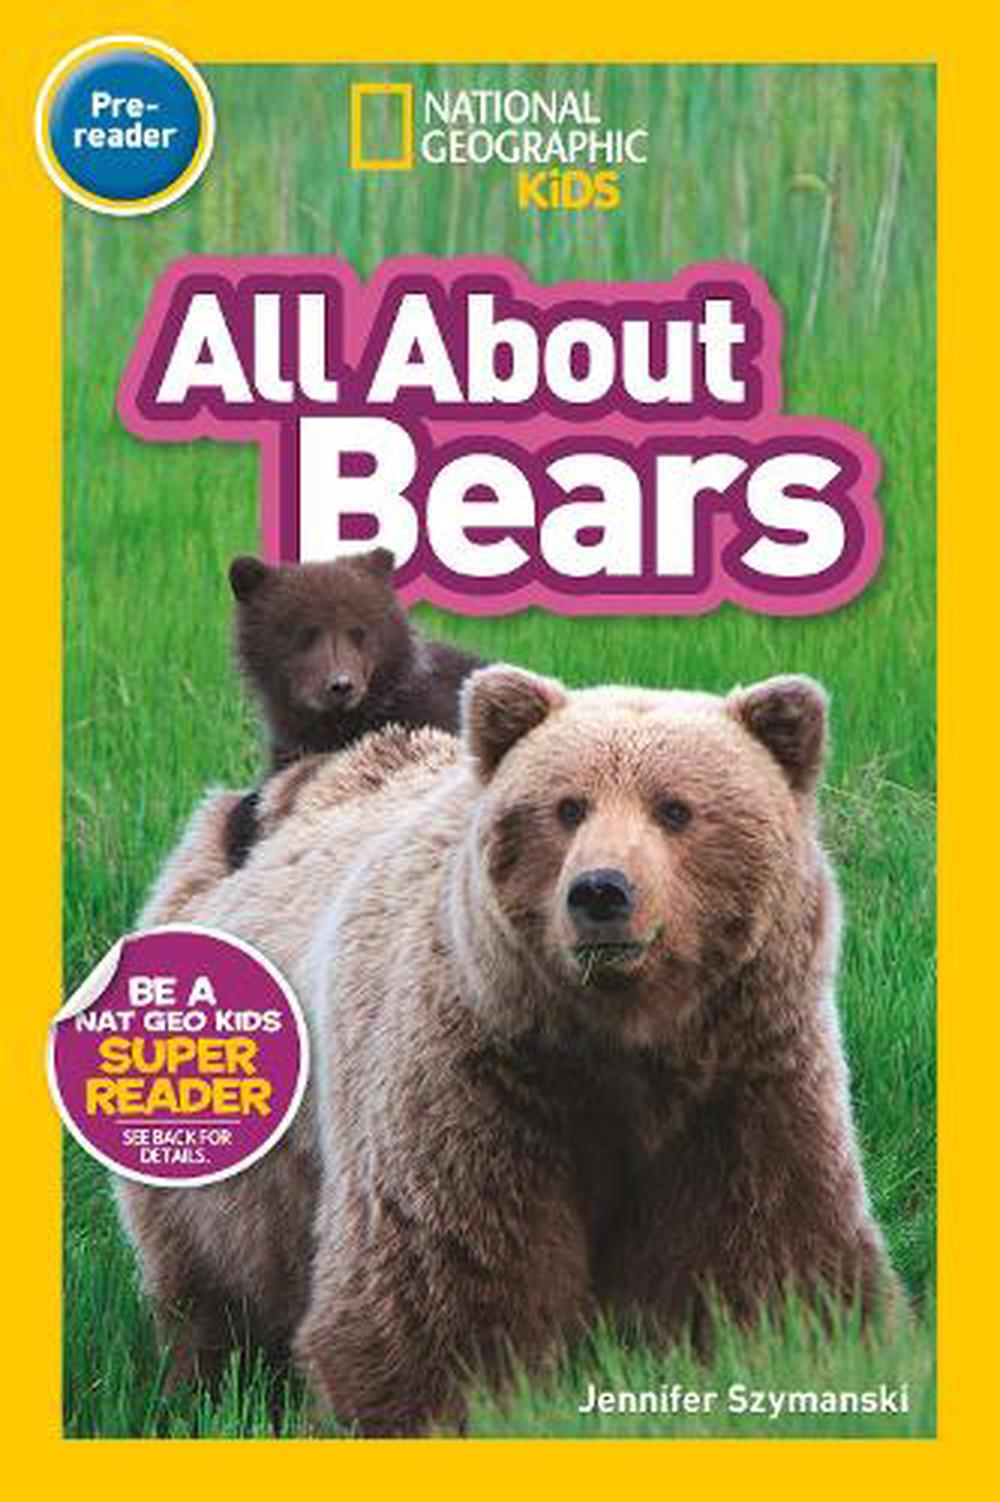 Pre-
reader
NATIONAL
GEOGRAPHIC
KiDS
All About
Bears
BE A
NAT GEO KIDS
SUPER
READER
SEE BACK FOR
DETAILS.
Jennifer Szymanski